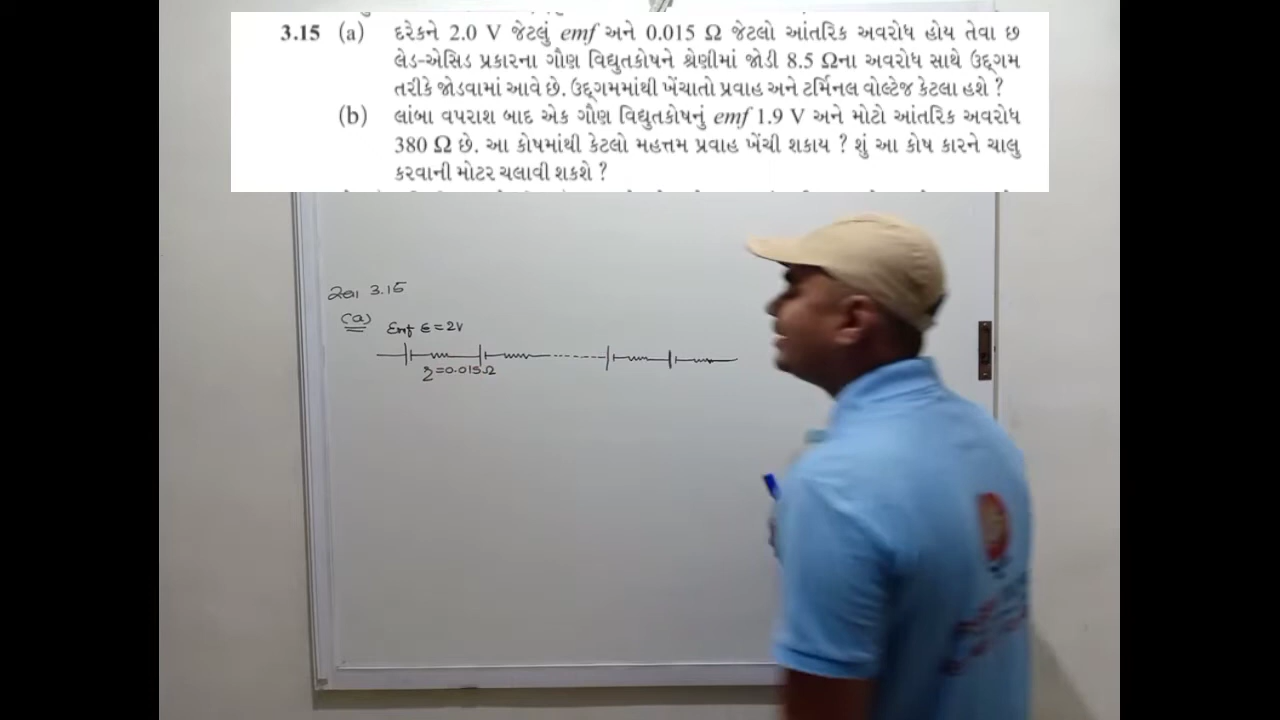 3.15 (a) દરેકને 2.0 V જેટલું emf અને 0.015 Ω જેટલો આંતરિક અવરોધ હોય તેવા છ
લેડ-એસિડ પ્રકારના ગૌણ વિદ્યુતકોષને શ્રેણીમાં જોડી 8.5 Ωના અવરોધ સાથે ઉદ્દગમ
તરીકે જોડવામાં આવે છે. ઉદ્દગમમાંથી ખેંચાતો પ્રવાહ અને ટર્મિનલ વોલ્ટેજ કેટલા હશે ?
(b) લાંબા વપરાશ બાદ એક ગૌણ વિદ્યુતકોષનું emf 1.9 V અને મોટો આંતરિક અવરોધ
380 Ω છે. આ કોષમાંથી કેટલો મહત્તમ પ્રવાહ ખેંચી શકાય ? શું આ કોષ કારને ચાલુ
કરવાની મોટર ચલાવી શકશે ?
3.15
(a) Emf ε = 2V
r = 0.015 Ω